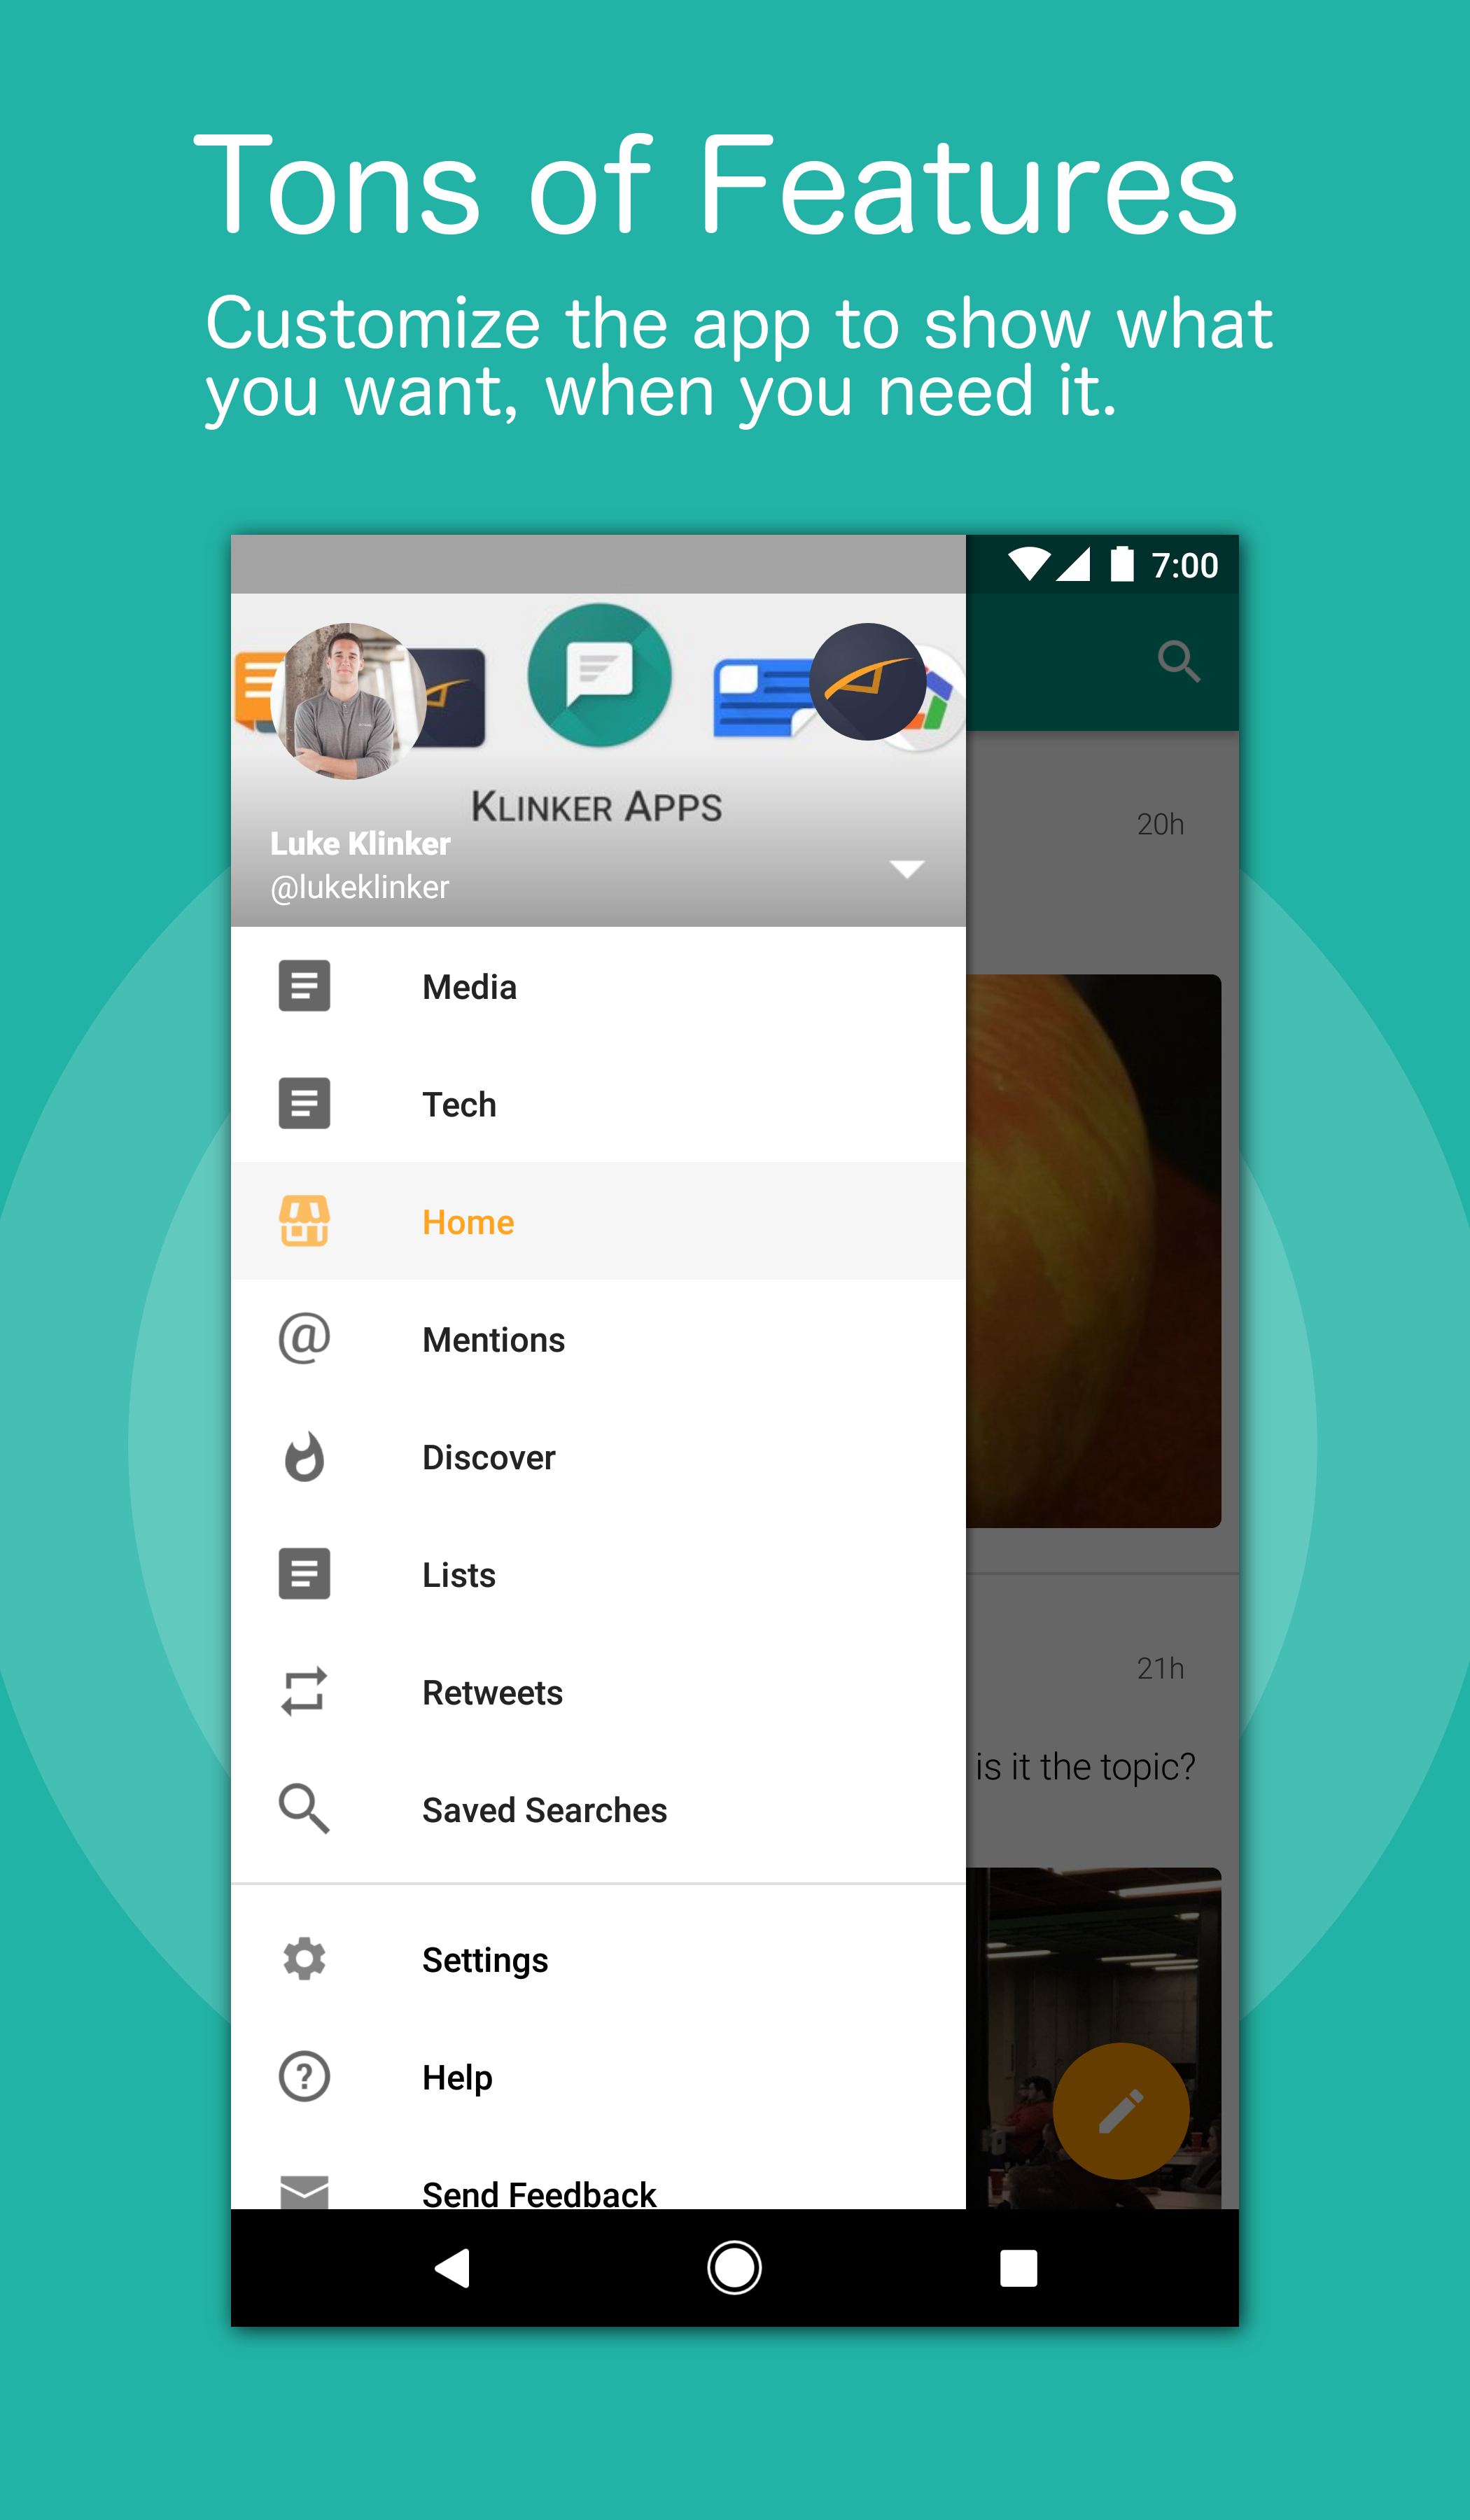 Tons of Features
Customize the app to show what
you want, when you need it.
7:00
KLINKER APPS
Luke Klinker
@lukeklinker
20h
Media
Tech
Home
@
Mentions
Discover
Lists
21h
Retweets
is it the topic?
Saved Searches
Settings
?
Help
Send Feedback